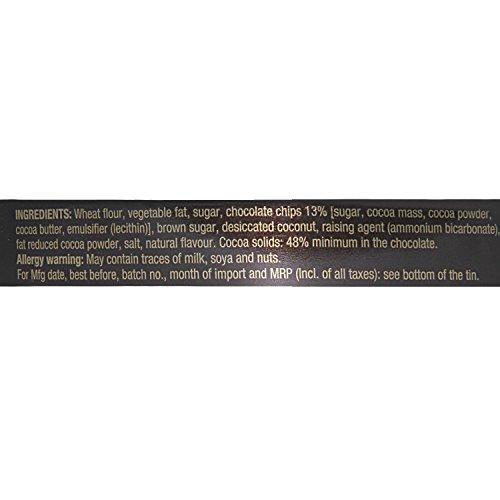 INGREDIENTS: Wheat flour, vegetable fat, sugar, chocolate chips 13% [sugar, cocoa mass, cocoa powder,
cocoa butter, emulsifier (lecithin)], brown sugar, desiccated coconut, raising agent (ammonium bicarbonate),
fat reduced cocoa powder, salt, natural flavour. Cocoa solids: 48% minimum in the chocolate.
Allergy warning: May contain traces of milk, soya and nuts.
For Mfg date, best before, batch no., month of import and MRP (Incl. of all taxes): see bottom of the tin.